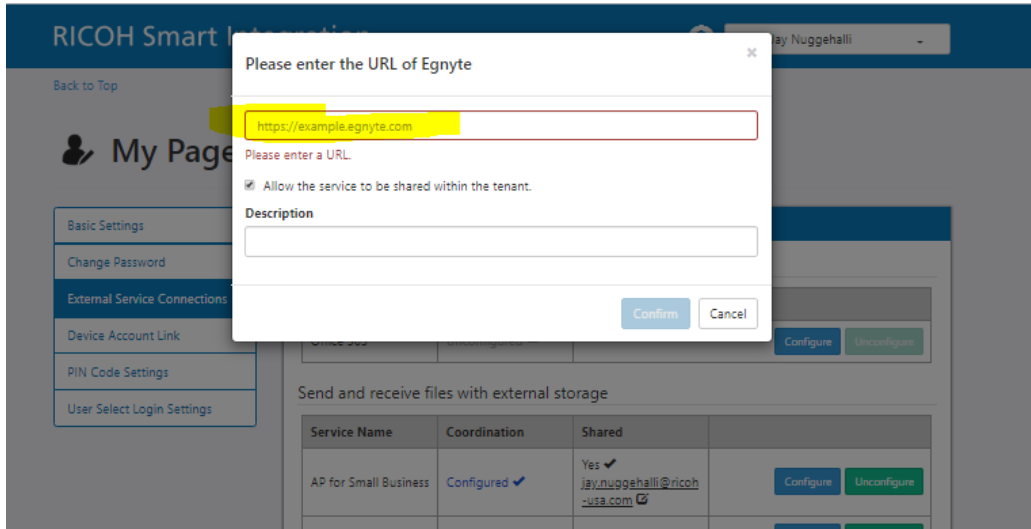 RICOH Smart Integration
Jay Nuggehalli
Back to Top
My Page
Please enter the URL of Egnyte
×
https://example.egnyte.com
Please enter a URL.
Allow the service to be shared within the tenant.
Description
Confirm
Cancel
Basic Settings
Change Password
External Service Connections
Device Account Link
PIN Code Settings
User Select Login Settings
Office 365 Unconfigured Configure Unconfigure
Send and receive files with external storage
Service Name Coordination Shared
AP for Small Business Configured ✔ Yes ✔
jay.nuggehalli@ricoh
-usa.com
Configure Unconfigure